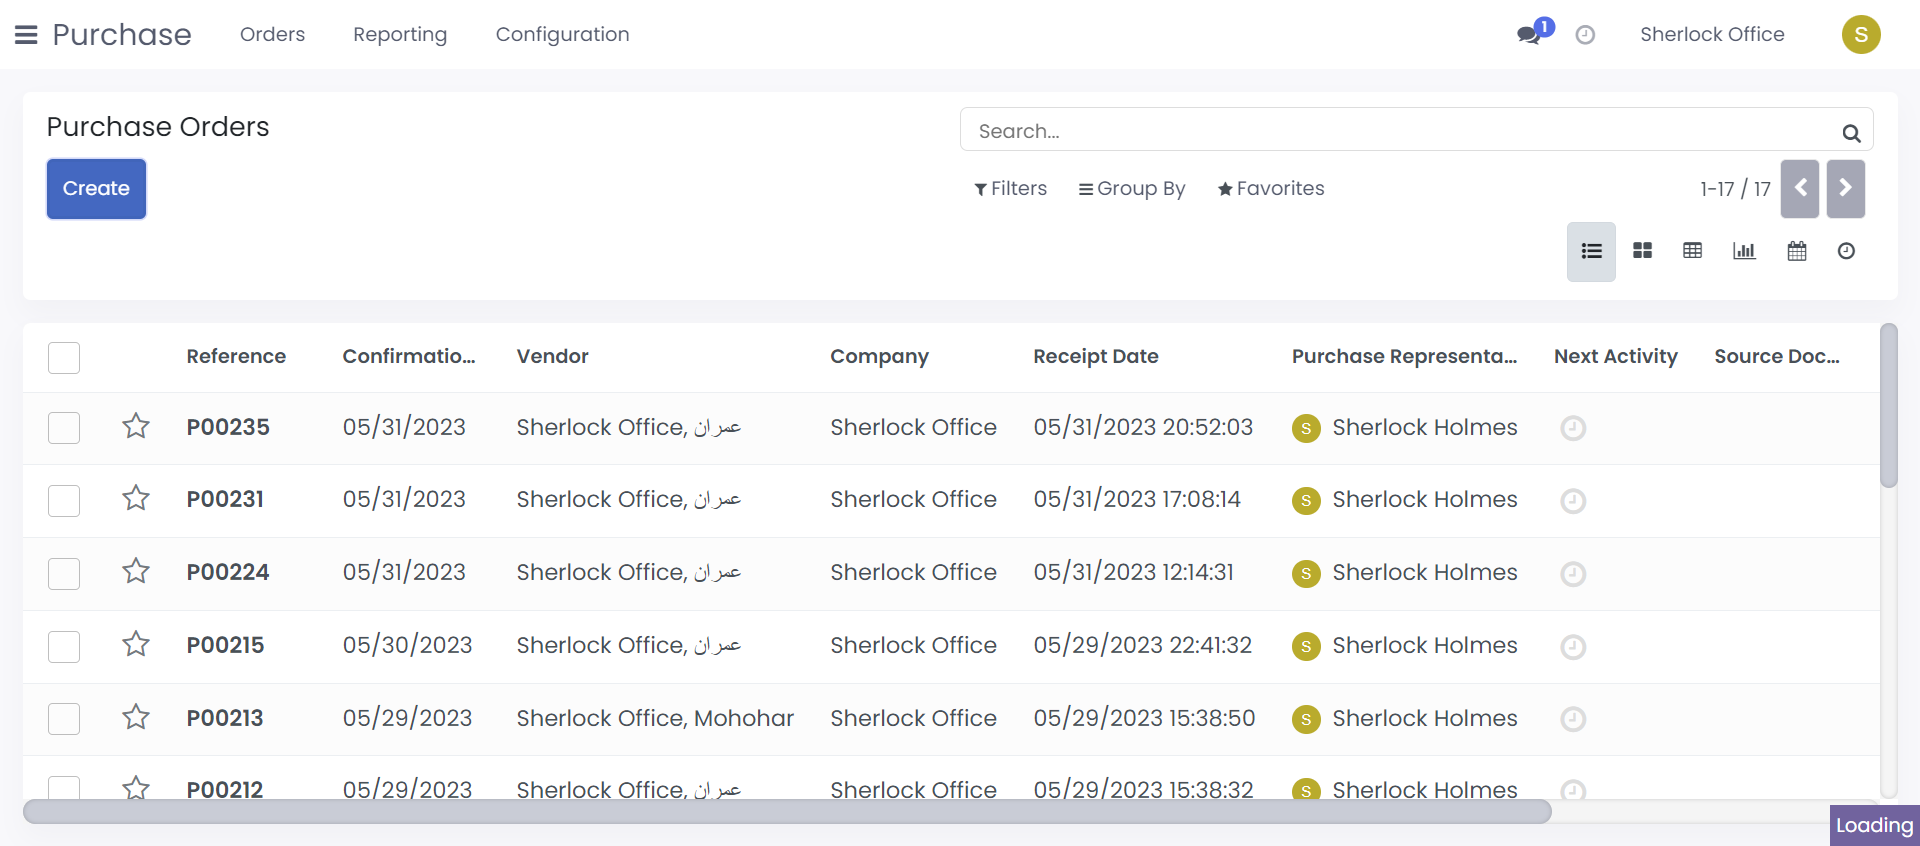 Purchase Orders Reporting Configuration 1 Sherlock Office S
Purchase Orders Search...
Create Filters Group By Favorites 1-17 / 17
Reference Confirmatio... Vendor Company Receipt Date Purchase Representa... Next Activity Source Doc...
P00235 05/31/2023 Sherlock Office, عمران Sherlock Office 05/31/2023 20:52:03 S Sherlock Holmes
P00231 05/31/2023 Sherlock Office, عمران Sherlock Office 05/31/2023 17:08:14 S Sherlock Holmes
P00224 05/31/2023 Sherlock Office, عمران Sherlock Office 05/31/2023 12:14:31 S Sherlock Holmes
P00215 05/30/2023 Sherlock Office, عمران Sherlock Office 05/29/2023 22:41:32 S Sherlock Holmes
P00213 05/29/2023 Sherlock Office, Mohohar Sherlock Office 05/29/2023 15:38:50 S Sherlock Holmes
P00212 05/29/2023 Sherlock Office, عمران Sherlock Office 05/29/2023 15:38:32 S Sherlock Holmes
Loading